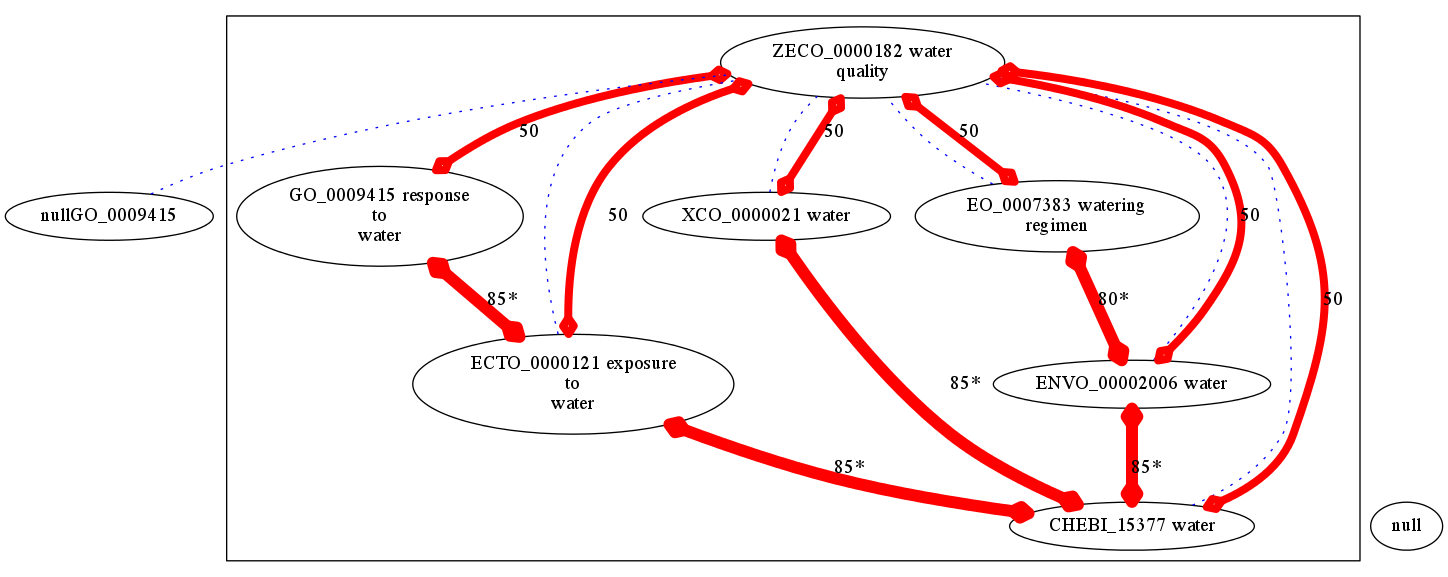 ZECO_0000182 water
quality
50
50
50
GO_0009415 response
to
water
nullGO_0009415
50
XCO_0000021 water
EO_0007383 watering
regimen
50
85*
80*
50
ECTO_0000121 exposure
to
water
85*
ENVO_00002006 water
85*
85*
CHEBI_15377 water
null